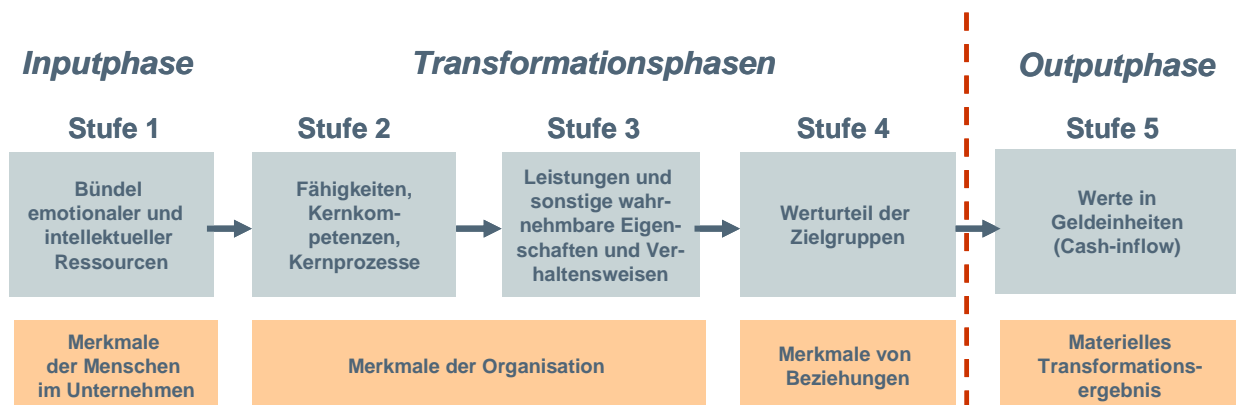 Inputphase
Transformationsphasen
Outputphase
Stufe 1
Stufe 2
Stufe 3
Stufe 4
Stufe 5
Bündel
emotionaler und
intellektueller
Ressourcen
Fähigkeiten,
Kernkom-
petenzen,
Kernprozesse
Leistungen und
sonstige wahr-
nehmbare Eigen-
schaften und Ver-
haltensweisen
Werturteil der
Zielgruppen
Werte in
Geldeinheiten
(Cash-inflow)
Merkmale
der Menschen
im Unternehmen
Merkmale der Organisation
Merkmale von
Beziehungen
Materielles
Transformations-
ergebnis